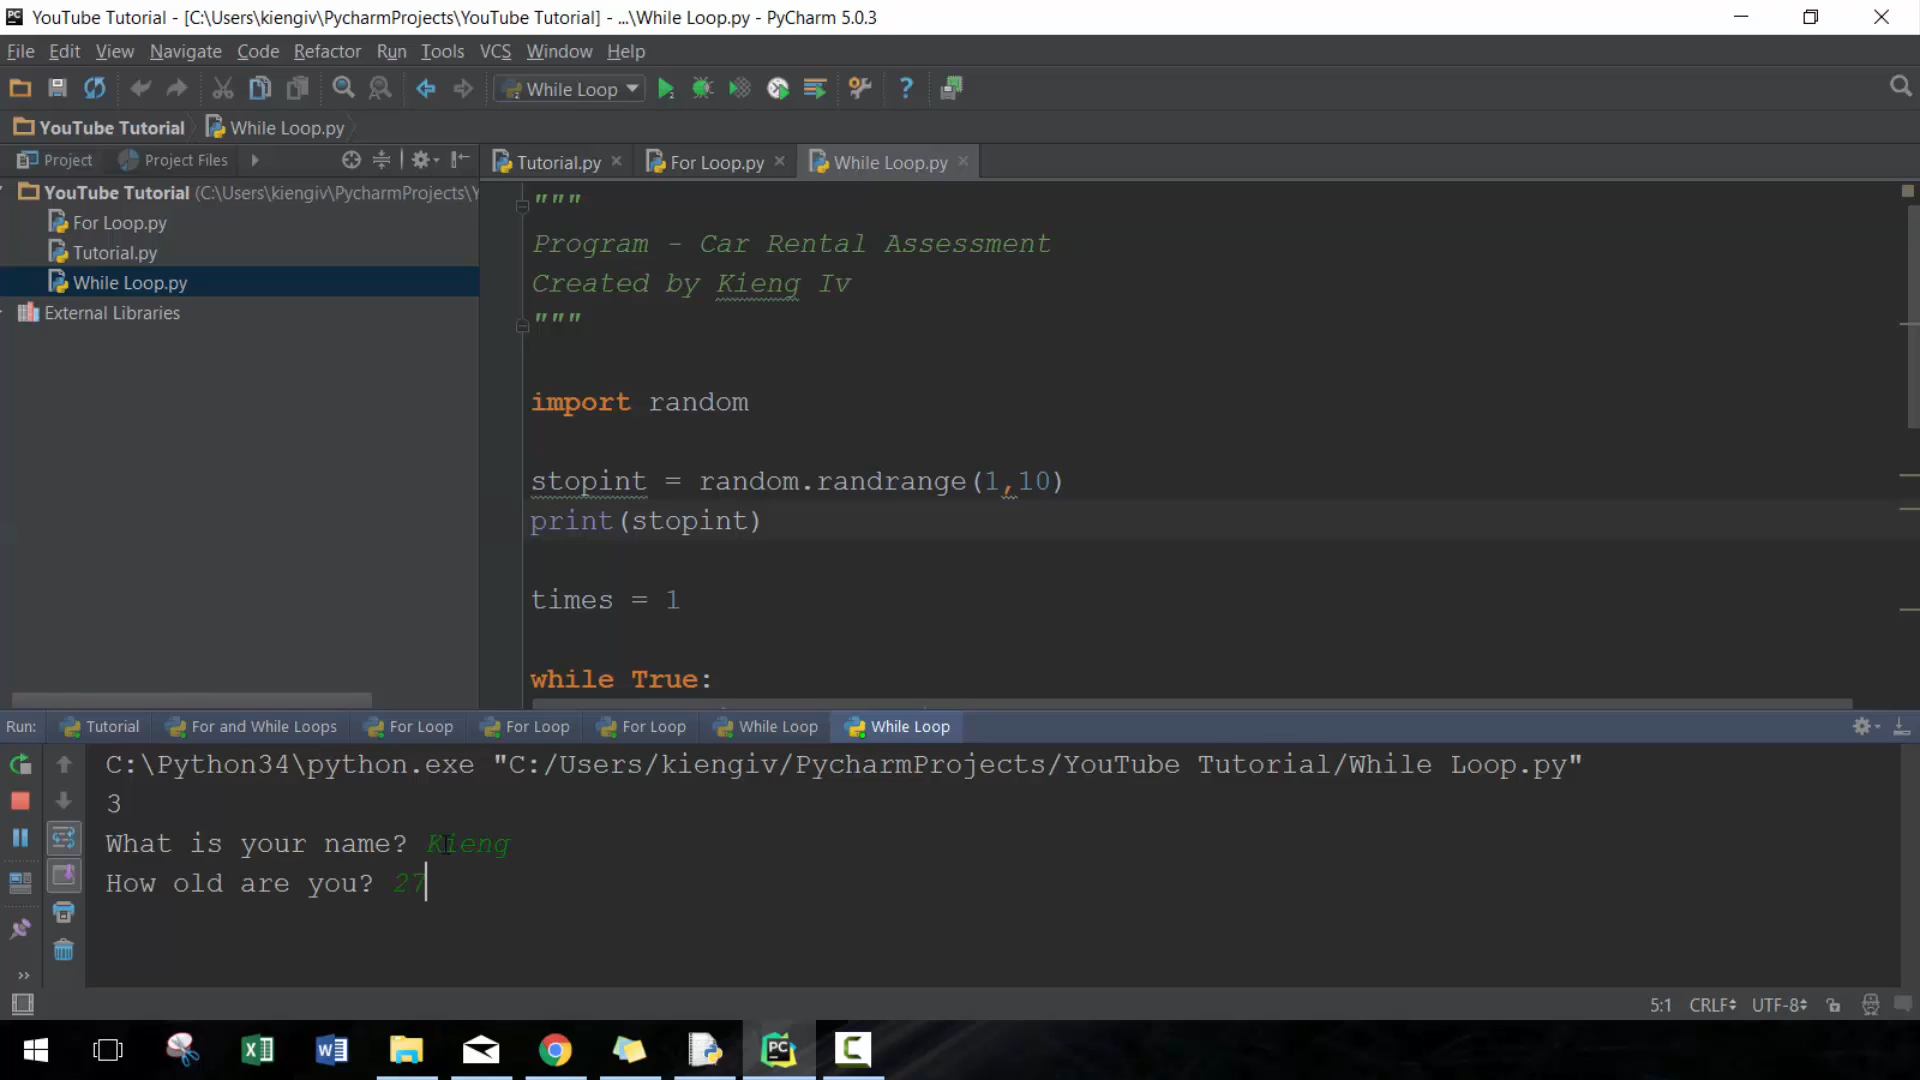 YouTube Tutorial - [C:\Users\kiengiv\PycharmProjects\YouTube Tutorial] - ...\While Loop.py - PyCharm 5.0.3
File Edit View Navigate Code Refactor Run Tools VCS Window Help
While Loop
YouTube Tutorial While Loop.py
Project Project Files
Tutorial.py For Loop.py While Loop.py
YouTube Tutorial (C:\Users\kiengiv\PycharmProjects\Y
For Loop.py
Tutorial.py
While Loop.py
External Libraries
"""
Program - Car Rental Assessment
Created by Kieng Iv
"""
import random
stopint = random.randrange(1,10)
print(stopint)
times = 1
while True:
Run: Tutorial For and While Loops For Loop For Loop For Loop While Loop While Loop
C:\Python34\python.exe "C:/Users/kiengiv/PycharmProjects/YouTube Tutorial/While Loop.py"
3
What is your name? Kieng
How old are you? 27
5:1 CRLF UTF-8